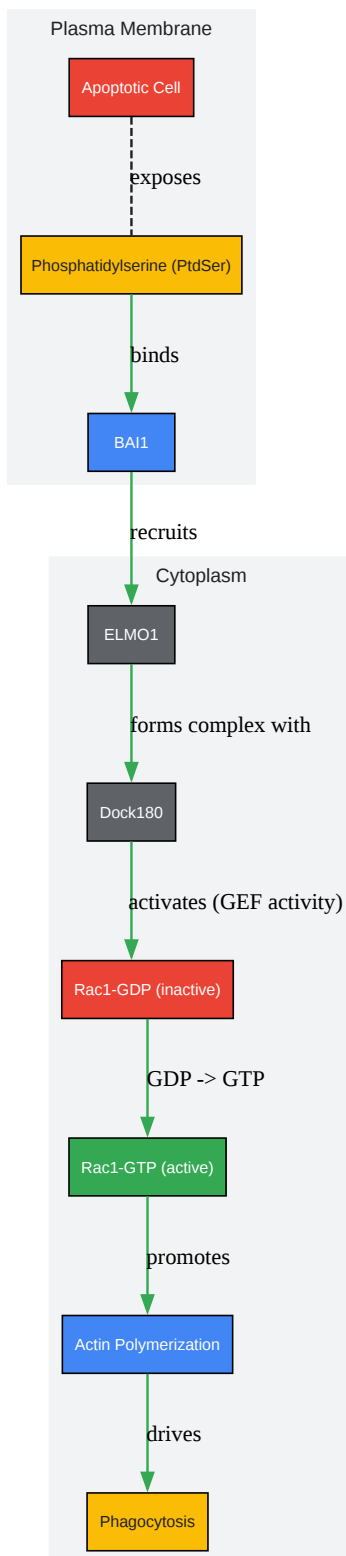 Plasma Membrane
Apoptotic Cell
exposes
Phosphatidylserine (PtdSer)
binds
BAI1
recruits
Cytoplasm
ELMO1
forms complex with
Dock180
activates (GEF activity)
Rac1-GDP (inactive)
GDP -> GTP
Rac1-GTP (active)
promotes
Actin Polymerization
drives
Phagocytosis